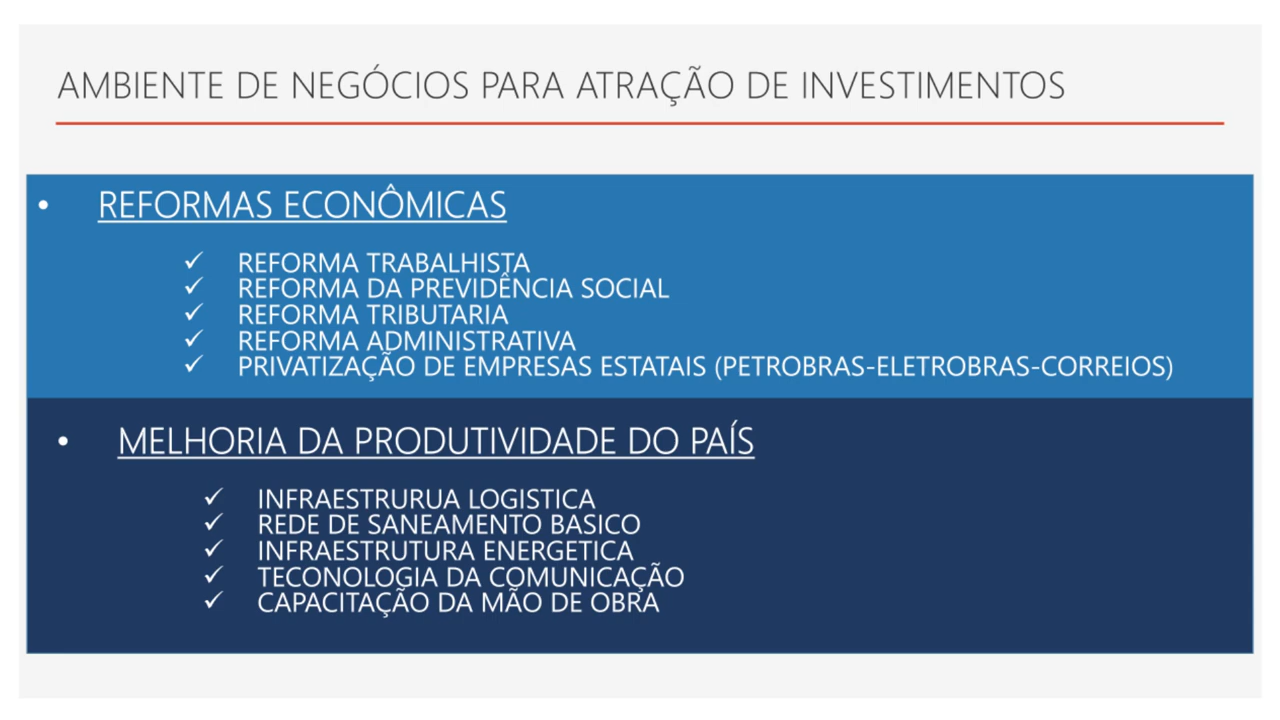 AMBIENTE DE NEGÓCIOS PARA ATRAÇÃO DE INVESTIMENTOS
• REFORMAS ECONÔMICAS
✓ REFORMA TRABALHISTA
✓ REFORMA DA PREVIDÊNCIA SOCIAL
✓ REFORMA TRIBUTARIA
✓ REFORMA ADMINISTRATIVA
✓ PRIVATIZAÇÃO DE EMPRESAS ESTATAIS (PETROBRAS-ELETROBRAS-CORREIOS)
• MELHORIA DA PRODUTIVIDADE DO PAÍS
✓ INFRAESTRURUA LOGISTICA
✓ REDE DE SANEAMENTO BASICO
✓ INFRAESTRUTURA ENERGETICA
✓ TECONOLOGIA DA COMUNICAÇÃO
✓ CAPACITAÇÃO DA MÃO DE OBRA